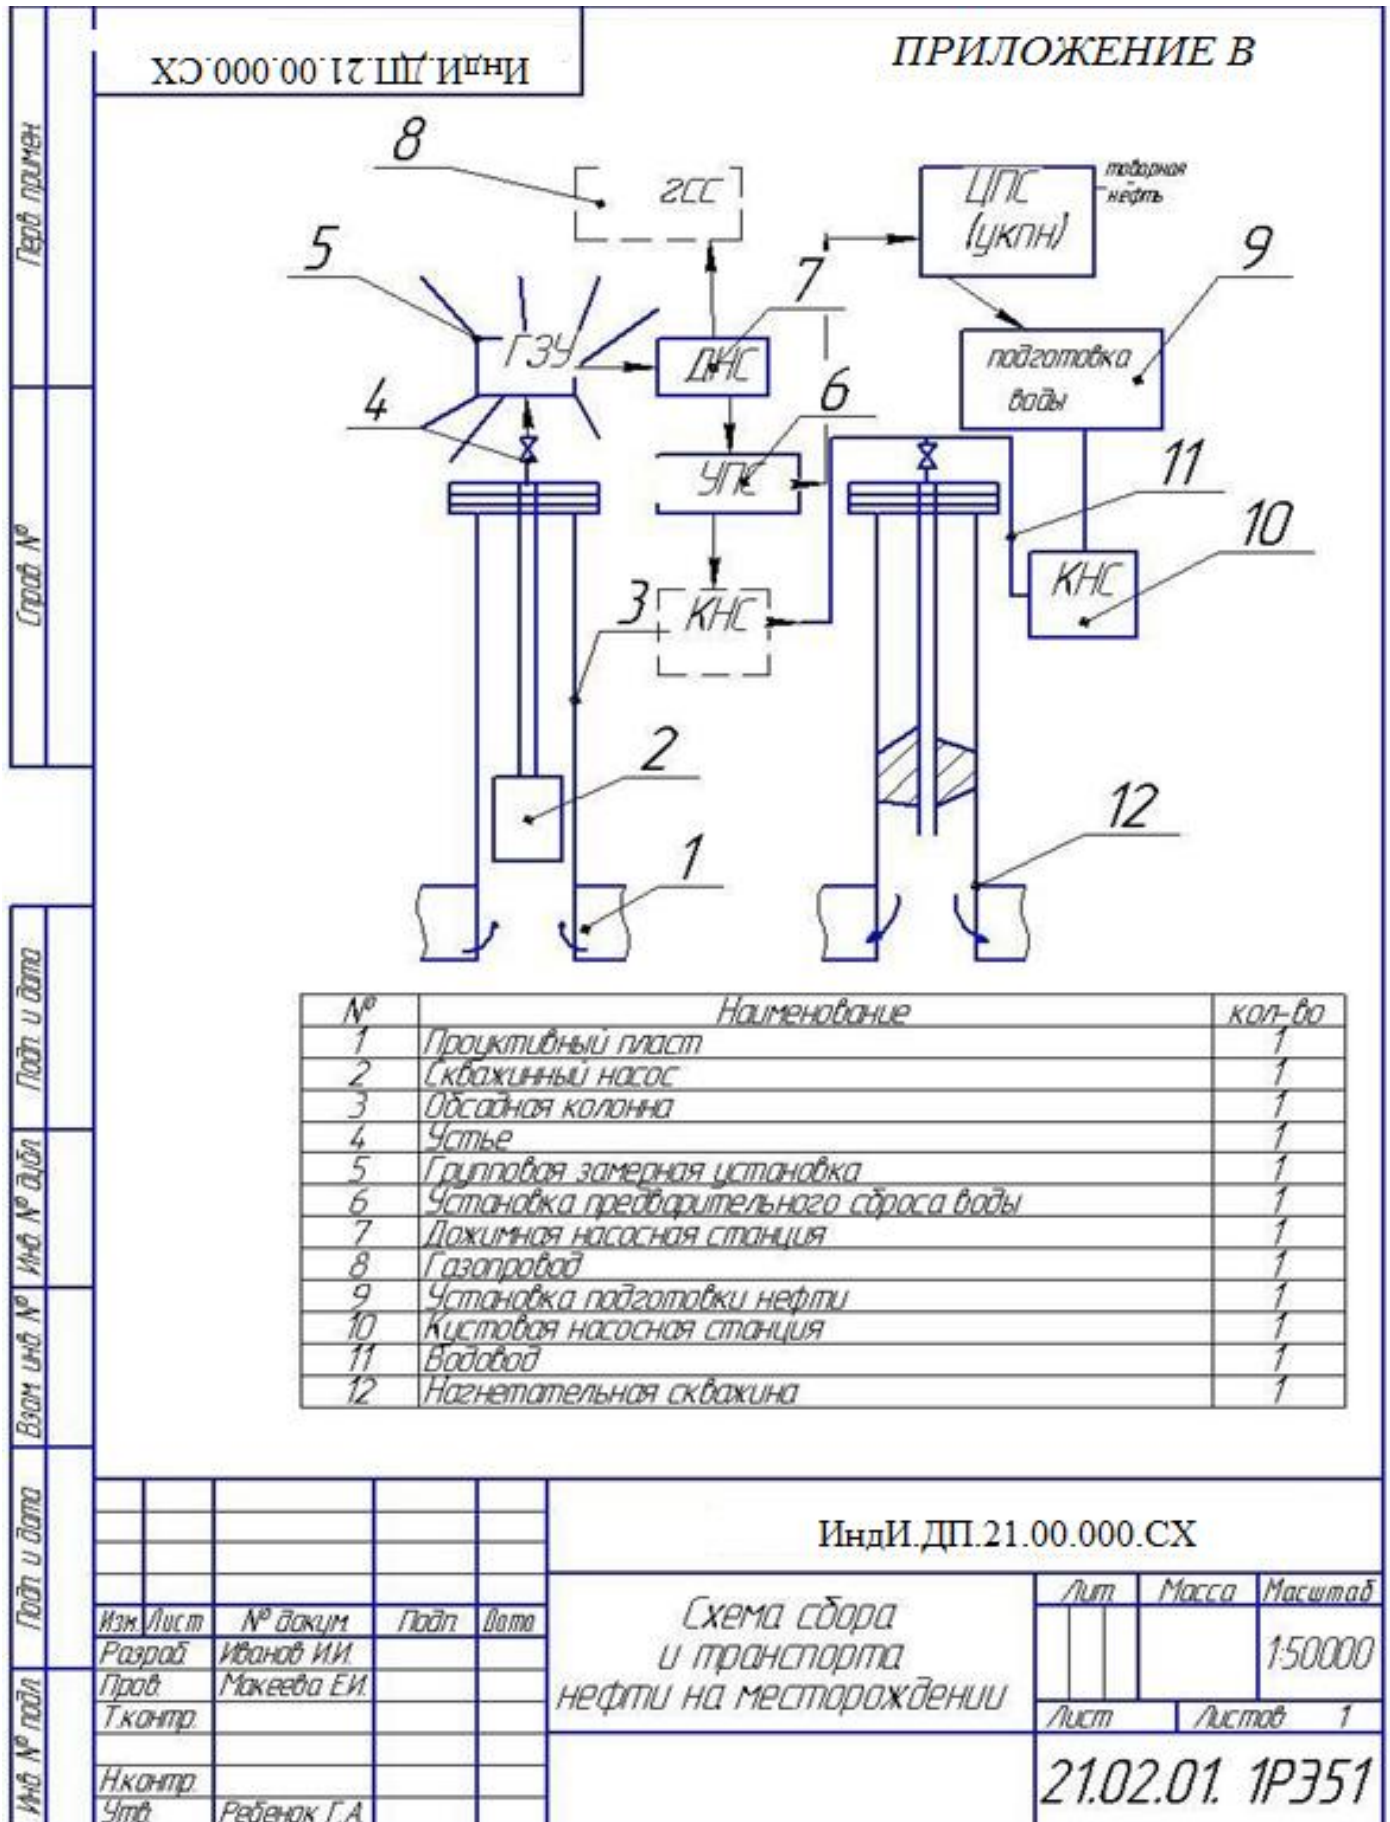 ИндИ.ДП.21.00.000.СХ
ПРИЛОЖЕНИЕ В
Перв. примен.
Справ. №
Подп. и дата
Инв. № дубл.
Взам. инв. №
Подп. и дата
Инв. № подл.
8
гсс
ЦПС
(УКПН)
товарная
нефть
5
7
9
ГЗУ
ДНС
подготовка
воды
4
6
УПС
11
10
3
КНС
КНС
2
12
1
№ Наименование кол-во
1 Проуктивный пласт 1
2 Скважинный насос 1
3 Обсадная колонна 1
4 Устье 1
5 Групповая замерная установка 1
6 Установка предварительного сброса воды 1
7 Дожимная насосная станция 1
8 Газопровод 1
9 Установка подготовки нефти 1
10 Кустовая насосная станция 1
11 Водовод 1
12 Нагнетательная скважина 1
ИндИ.ДП.21.00.000.СХ
Изм. Лист № докум. Подп. Дата
Разраб. Иванов И.И.
Пров. Макеева Е.И.
Т.контр.
Н.контр.
Утв. Ребенок Г.А.
Схема сбора
и транспорта
нефти на месторождении
Лит. Масса Масштаб
1:50000
Лист Листов 1
21.02.01. 1РЭ51